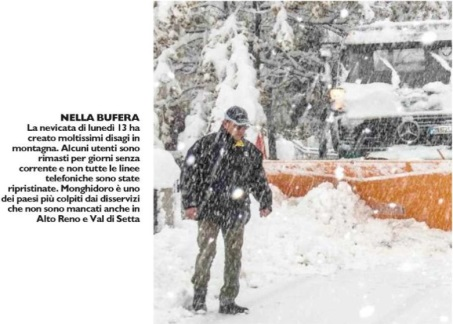 NELLA BUFERA
La nevicata di lunedì 13 ha
creato moltissimi disagi in
montagna. Alcuni utenti sono
rimasti per giorni senza
corrente e non tutte le linee
telefoniche sono state
ripristinate. Monghidoro è uno
dei paesi più colpiti dai disservizi
che non sono mancati anche in
Alto Reno e Val di Setta